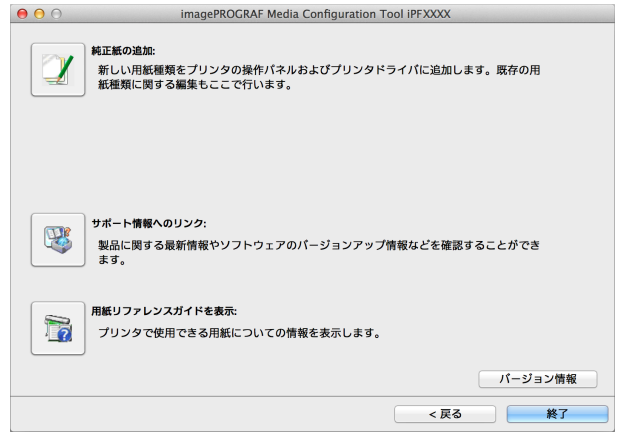 imagePROGRAF Media Configuration Tool iPFXXXX
純正紙の追加:
新しい用紙種類をプリンタの操作パネルおよびプリンタドライバに追加します。既存の用
紙種類に関する編集もここで行います。
サポート情報へのリンク:
製品に関する最新情報やソフトウェアのバージョンアップ情報などを確認することができ
ます。
用紙リファレンスガイドを表示:
プリンタで使用できる用紙についての情報を表示します。
バージョン情報
< 戻る
終了